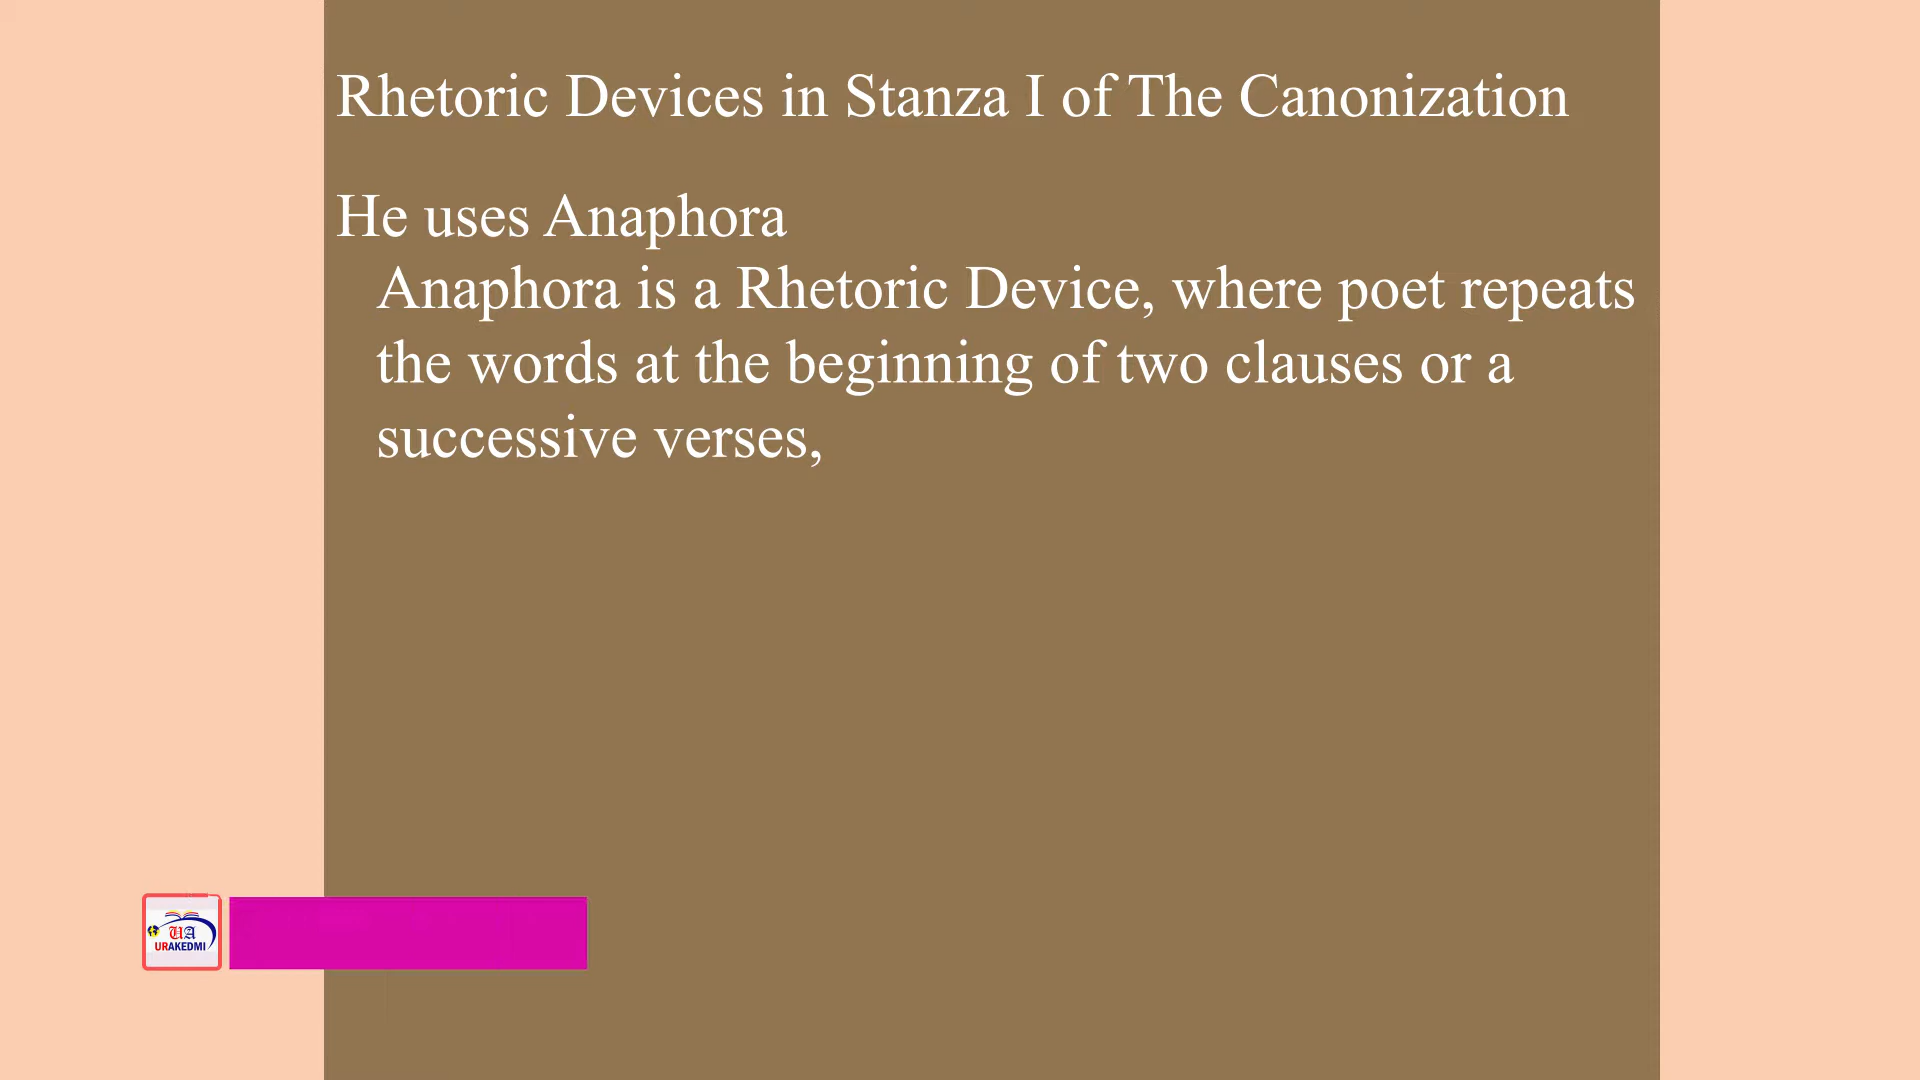 Rhetoric Devices in Stanza I of The Canonization
He uses Anaphora
Anaphora is a Rhetoric Device, where poet repeats
the words at the beginning of two clauses or a
successive verses,
UA
URAKEDMI